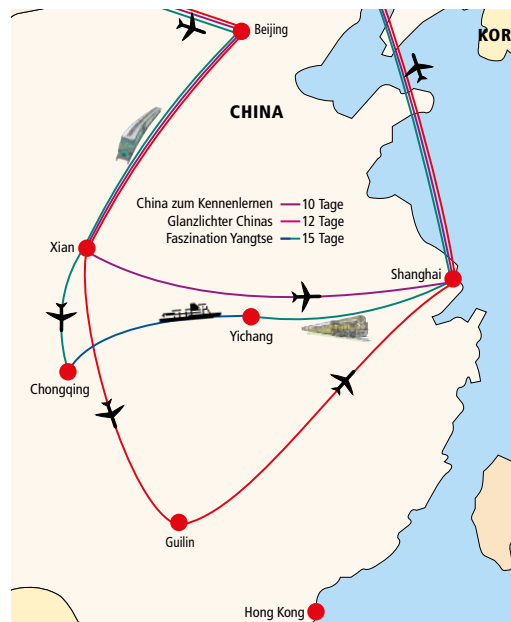 Beijing
KOR
CHINA
China zum Kennenlernen 10 Tage
Glanzlichter Chinas 12 Tage
Faszination Yangtse 15 Tage
Xian
Shanghai
Yichang
Chongqing
Guilin
Hong Kong